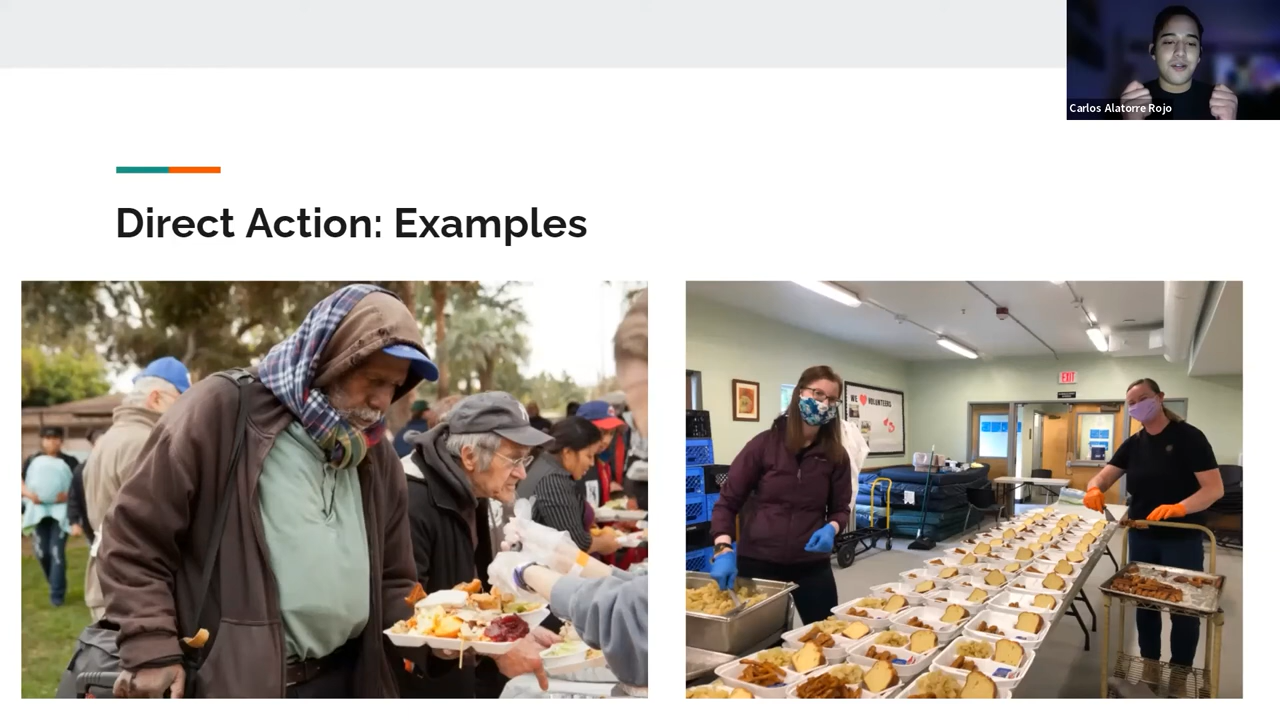 Carlos Alatorre Rojo
Direct Action: Examples
WE VOLUNTEERS
EXIT